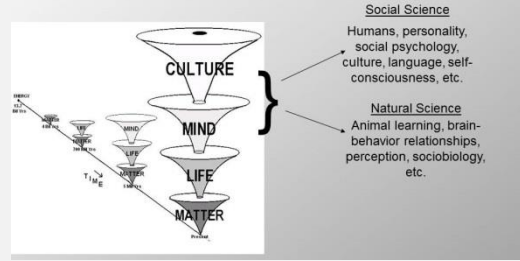 Social Science
Humans, personality,
social psychology,
culture, language, self-
consciousness, etc.
Natural Science
Animal learning, brain-
behavior relationships,
perception, sociobiology,
etc.
CULTURE
MIND
LIFE
MATTER
MIND
LIFE
MATTER
LIFE
MATTER
ENERGY
TIME
Present